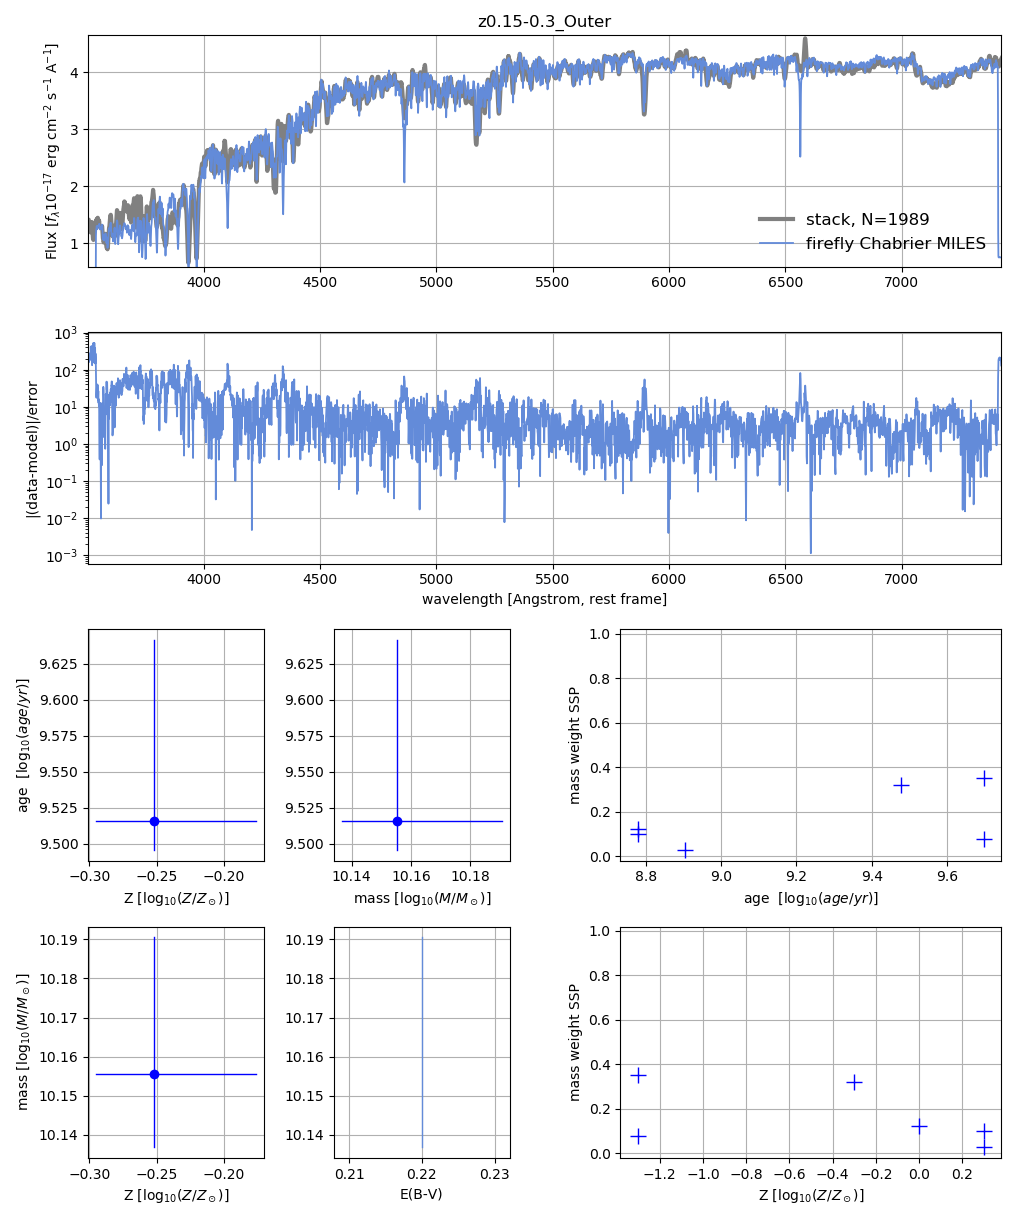 z0.15-0.3_Outer
Flux [f_λ10⁻¹⁷ erg cm⁻² s⁻¹ A⁻¹]
4
3
2
1
stack, N=1989
firefly Chabrier MILES
4000 4500 5000 5500 6000 6500 7000
|(data-model)|/error
10³
10²
10¹
10⁰
10⁻¹
10⁻²
10⁻³
4000 4500 5000 5500 6000 6500 7000
wavelength [Angstrom, rest frame]
age [log₁₀(age/yr)]
9.625
9.600
9.575
9.550
9.525
9.500
−0.30 −0.25 −0.20
Z [log₁₀(Z/Z⊙)]
9.625
9.600
9.575
9.550
9.525
9.500
10.14 10.16 10.18
mass [log₁₀(M/M⊙)]
mass weight SSP
1.0
0.8
0.6
0.4
0.2
0.0
8.8 9.0 9.2 9.4 9.6
age [log₁₀(age/yr)]
mass [log₁₀(M/M⊙)]
10.19
10.18
10.17
10.16
10.15
10.14
−0.30 −0.25 −0.20
Z [log₁₀(Z/Z⊙)]
10.19
10.18
10.17
10.16
10.15
10.14
0.21 0.22 0.23
E(B-V)
mass weight SSP
1.0
0.8
0.6
0.4
0.2
0.0
−1.2 −1.0 −0.8 −0.6 −0.4 −0.2 0.0 0.2
Z [log₁₀(Z/Z⊙)]